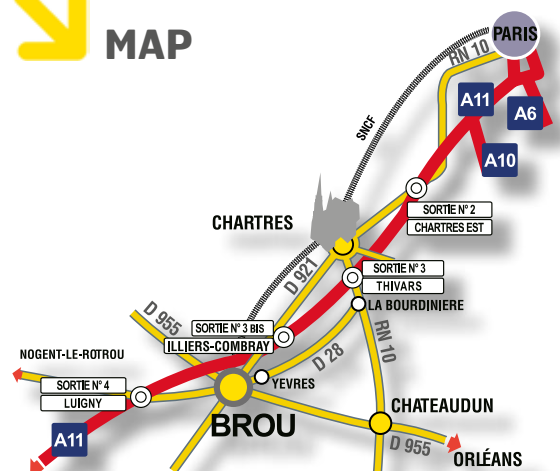 MAP
PARIS
RN 10
A11
A6
A10
SNCF
SORTIE N° 2
CHARTRES EST
CHARTRES
SORTIE N° 3
THIVARS
D 921
LA BOURDINIERE
D 955
SORTIE N° 3 BIS
ILLIERS-COMBRAY
RN 10
D 28
NOGENT-LE-ROTROU
YEVRES
SORTIE N° 4
LUIGNY
BROU
CHATEAUDUN
A11
D 955
ORLÉANS